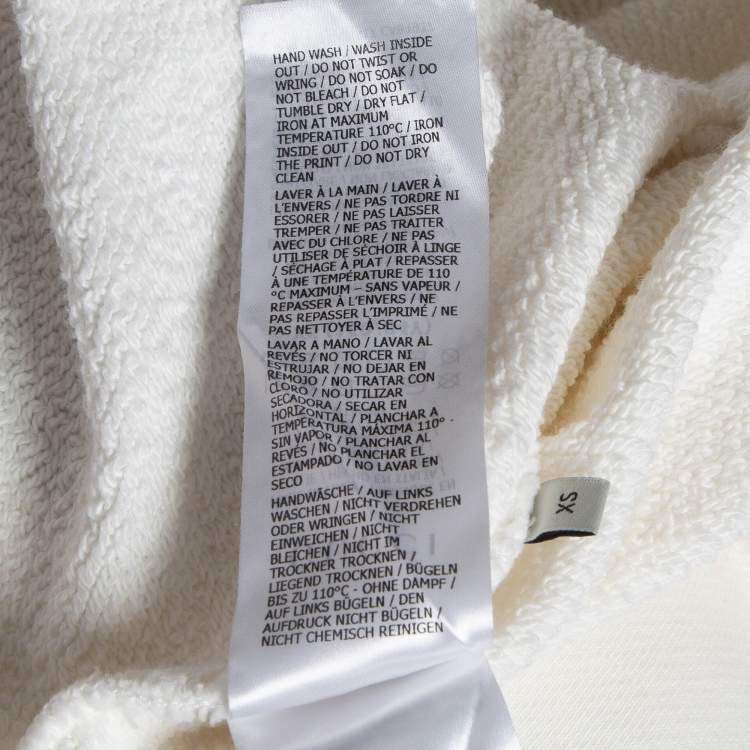 HAND WASH / WASH INSIDE
OUT / DO NOT TWIST OR
WRING / DO NOT SOAK / DO
NOT BLEACH / DO NOT
TUMBLE DRY / DRY FLAT /
IRON AT MAXIMUM
TEMPERATURE 110°C / IRON
INSIDE OUT / DO NOT IRON
THE PRINT / DO NOT DRY
CLEAN
LAVER À LA MAIN / LAVER À
L'ENVERS / NE PAS TORDRE NI
ESSORER / NE PAS LAISSER
TREMPER / NE PAS TRAITER
AVEC DU CHLORE / NE PAS
UTILISER DE SÉCHOIR À LINGE
/ SÉCHAGE À PLAT / REPASSER
À UNE TEMPÉRATURE DE 110
°C MAXIMUM – SANS VAPEUR /
REPASSER À L'ENVERS / NE
PAS REPASSER L'IMPRIMÉ / NE
PAS NETTOYER À SEC
LAVAR A MANO / LAVAR AL
REVÉS / NO TORCER NI
ESTRUJAR / NO DEJAR EN
REMOJO / NO TRATAR CON
CLORO / NO UTILIZAR
SECADORA / SECAR EN
HORIZONTAL / PLANCHAR A
TEMPERATURA MÁXIMA 110° -
SIN VAPOR / PLANCHAR AL
REVÉS / NO PLANCHAR EL
ESTAMPADO / NO LAVAR EN
SECO
HANDWÄSCHE / AUF LINKS
WASCHEN / NICHT VERDREHEN
ODER WRINGEN / NICHT
EINWEICHEN / NICHT
BLEICHEN / NICHT IM
TROCKNER TROCKNEN /
LIEGEND TROCKNEN / BÜGELN
BIS ZU 110°C - OHNE DAMPF /
AUF LINKS BÜGELN / DEN
AUFDRUCK NICHT BÜGELN /
NICHT CHEMISCH REINIGEN
XS